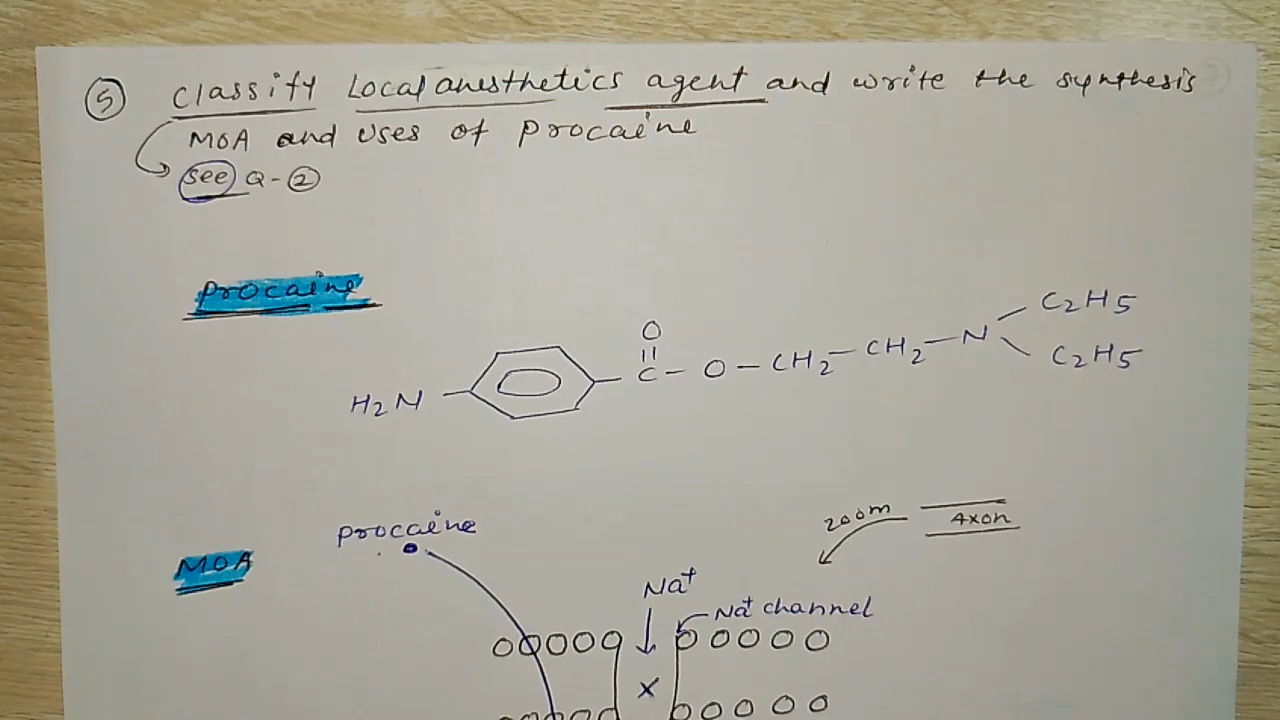 5 Classify Local anesthetics agent and write the synthesis
MOA and uses of procaine
see Q-2
Procaine
H2N
O
C - O - CH2 - CH2 - N
C2H5
C2H5
MOA
procaine
zoom
Axon
Na+
Na+ channel
x